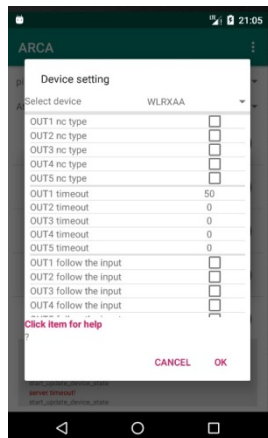 21:05
ARCA
Device setting
Select device WLRXAA
OUT1 nc type
OUT2 nc type
OUT3 nc type
OUT4 nc type
OUT5 nc type
OUT1 timeout 50
OUT2 timeout 0
OUT3 timeout 0
OUT4 timeout 0
OUT5 timeout 0
OUT1 follow the input
OUT2 follow the input
OUT3 follow the input
OUT4 follow the input
Click item for help
?
CANCEL OK
start_update_device_state
server timeout
start_update_device_state